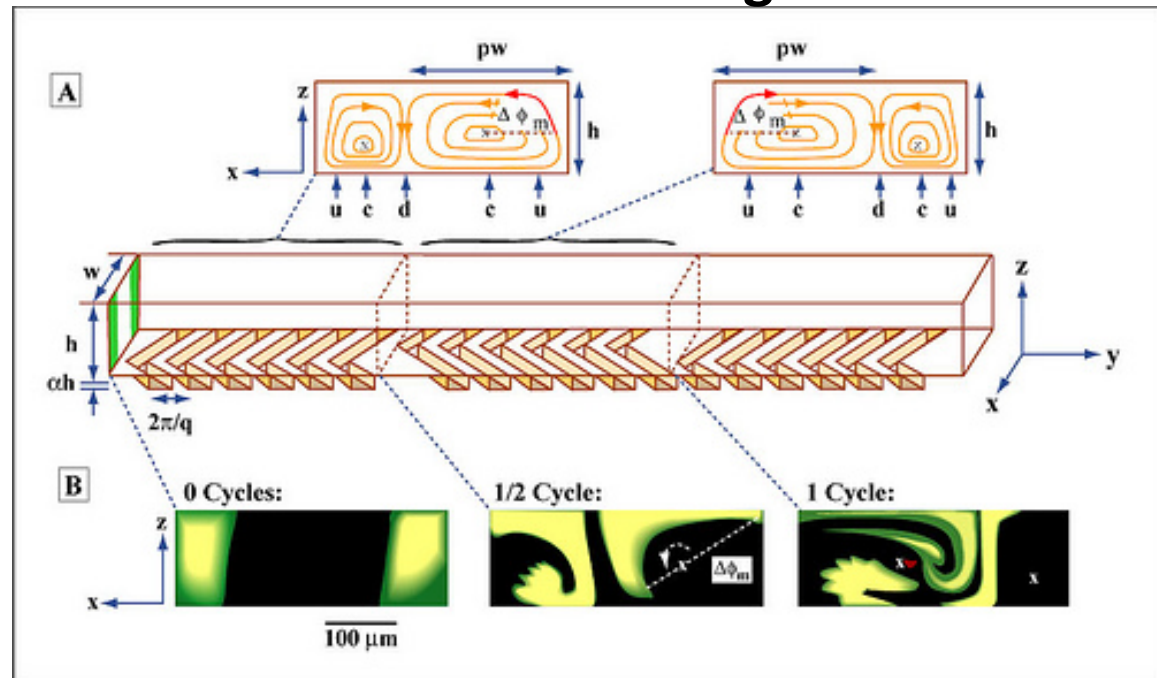 A
pw
pw
z
Δ ϕm
h
x
u c d c u
Δ ϕm
h
u c d c u
w
h
αh
2π/q
z
y
x
B
0 Cycles:
1/2 Cycle:
1 Cycle:
z
x
x
Δϕm
x
x
100 μm